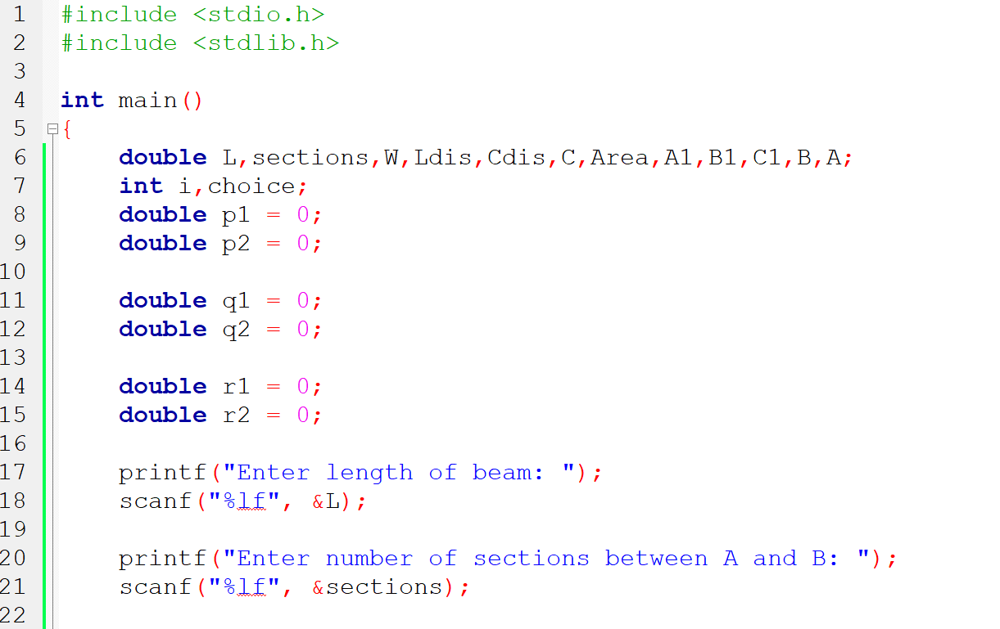 1 #include <stdio.h>
2 #include <stdlib.h>
3
4 int main()
5 {
6 double L,sections,W,Ldis,Cdis,C,Area,A1,B1,C1,B,A;
7 int i,choice;
8 double p1 = 0;
9 double p2 = 0;
10
11 double q1 = 0;
12 double q2 = 0;
13
14 double r1 = 0;
15 double r2 = 0;
16
17 printf("Enter length of beam: ");
18 scanf("%lf", &L);
19
20 printf("Enter number of sections between A and B: ");
21 scanf("%lf", &sections);
22